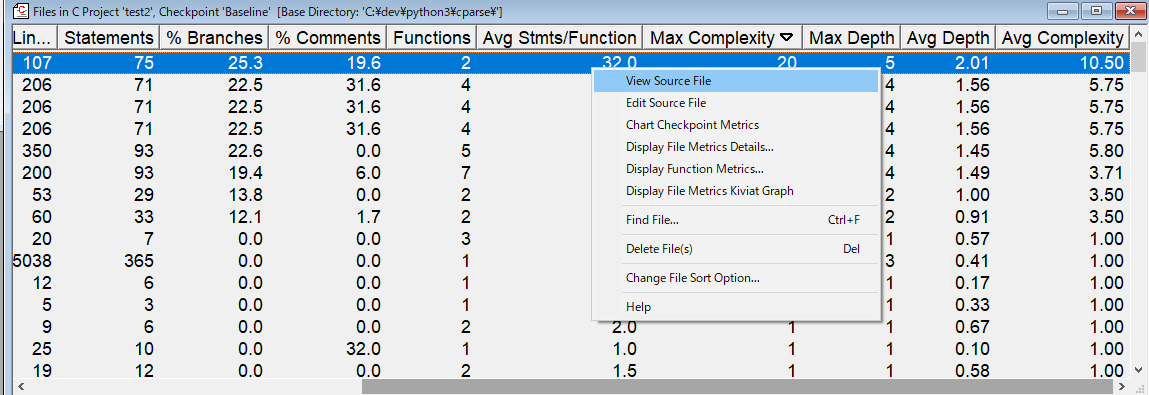 Files in C Project 'test2', Checkpoint 'Baseline' [Base Directory: 'C:¥dev¥python3¥cparse¥']
Lin... Statements % Branches % Comments Functions Avg Stmts/Function Max Complexity Max Depth Avg Depth Avg Complexity
107 75 25.3 19.6 2 32.0 20 5 2.01 10.50
View Source File
206 71 22.5 31.6 4 4 1.56 5.75
Edit Source File
206 71 22.5 31.6 4 4 1.56 5.75
Chart Checkpoint Metrics
206 71 22.5 31.6 4 4 1.56 5.75
Display File Metrics Details...
350 93 22.6 0.0 5 4 1.45 5.80
Display Function Metrics...
200 93 19.4 6.0 7 4 1.49 3.71
Display File Metrics Kiviat Graph
53 29 13.8 0.0 2 2 1.00 3.50
Find File... Ctrl+F
60 33 12.1 1.7 2 2 0.91 3.50
20 7 0.0 0.0 3 1 0.57 1.00
Delete File(s) Del
5038 365 0.0 0.0 1 3 0.41 1.00
Change File Sort Option...
12 6 0.0 0.0 1 1 0.17 1.00
Help
5 3 0.0 0.0 1 1 0.33 1.00
9 6 0.0 0.0 2 2.0 1 1 0.67 1.00
25 10 0.0 32.0 1 1.0 1 1 0.10 1.00
19 12 0.0 0.0 2 1.5 1 1 0.58 1.00